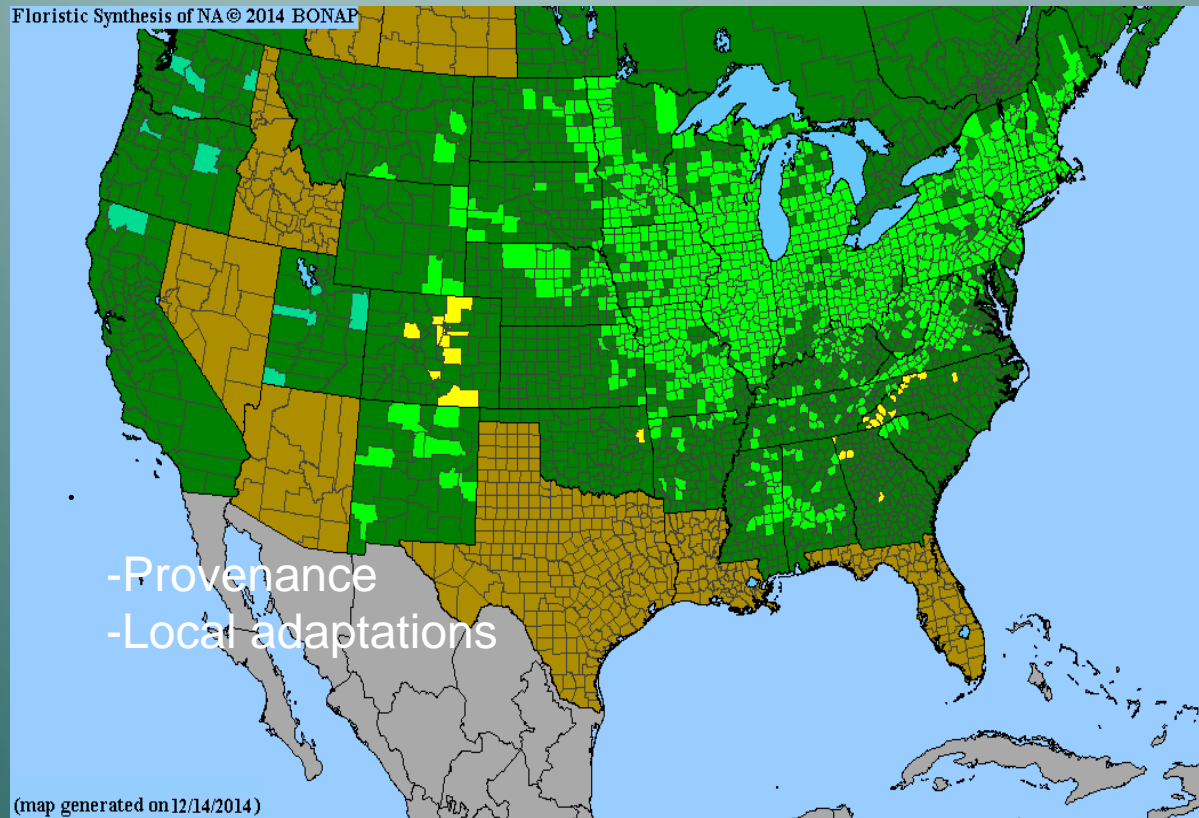 Floristic Synthesis of NA © 2014 BONAP
-Provenance
-Local adaptations
(map generated on 12/14/2014)